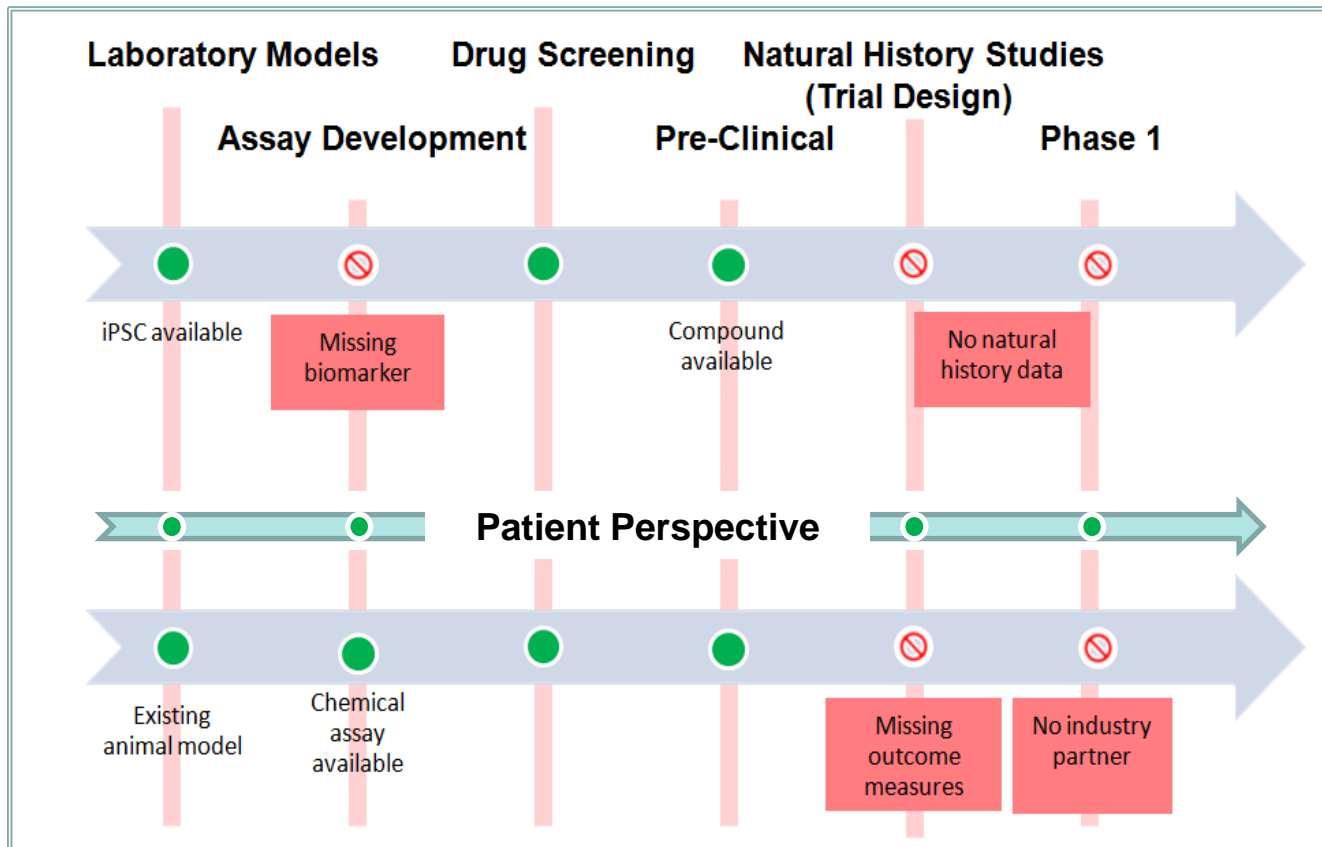 Laboratory Models
Drug Screening
Natural History Studies
(Trial Design)
Assay Development
Pre-Clinical
Phase 1
iPSC available
Missing
biomarker
Compound
available
No natural
history data
Patient Perspective
Existing
animal model
Chemical
assay
available
Missing
outcome
measures
No industry
partner